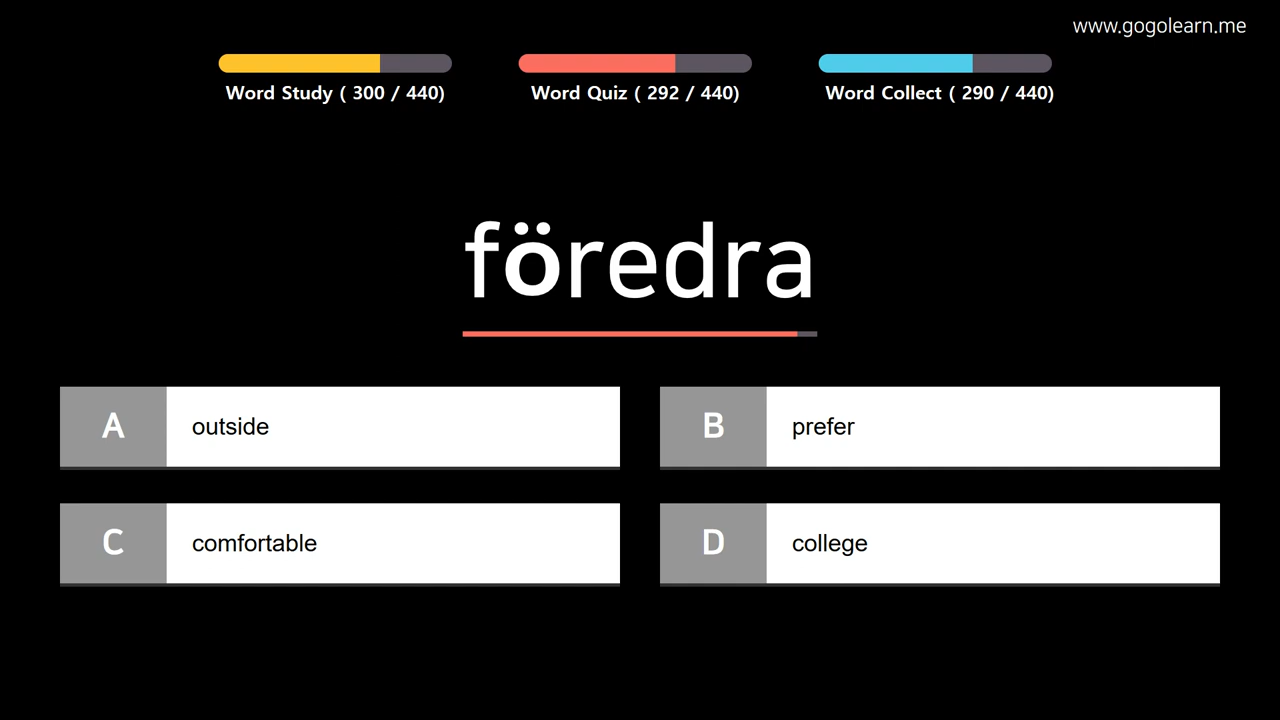 www.gogolearn.me
Word Study ( 300 / 440)
Word Quiz ( 292 / 440)
Word Collect ( 290 / 440)
föredra
A outside
B prefer
C comfortable
D college